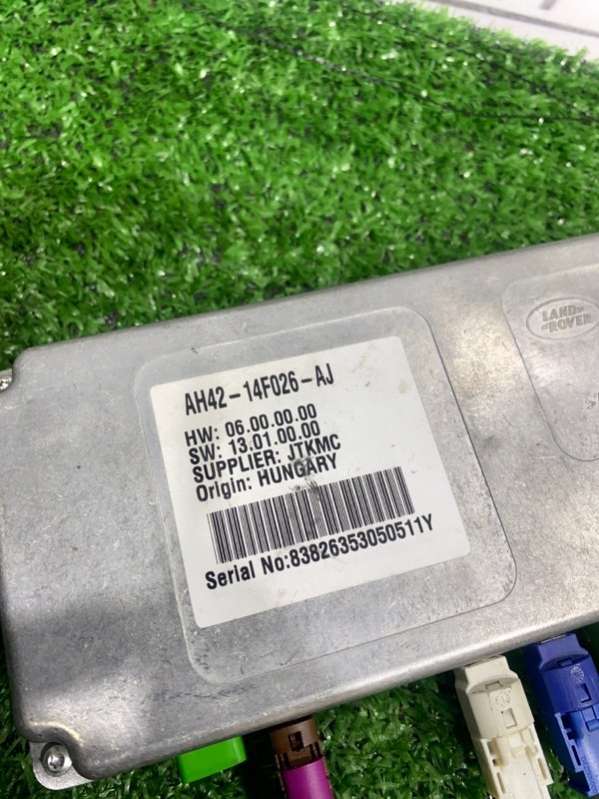 AH42-14F026-AJ
HW: 06.00.00.00
SW: 13.01.00.00
SUPPLIER: JTKMC
Origin: HUNGARY
Serial No:83826353050511Y
LAND
ROVER